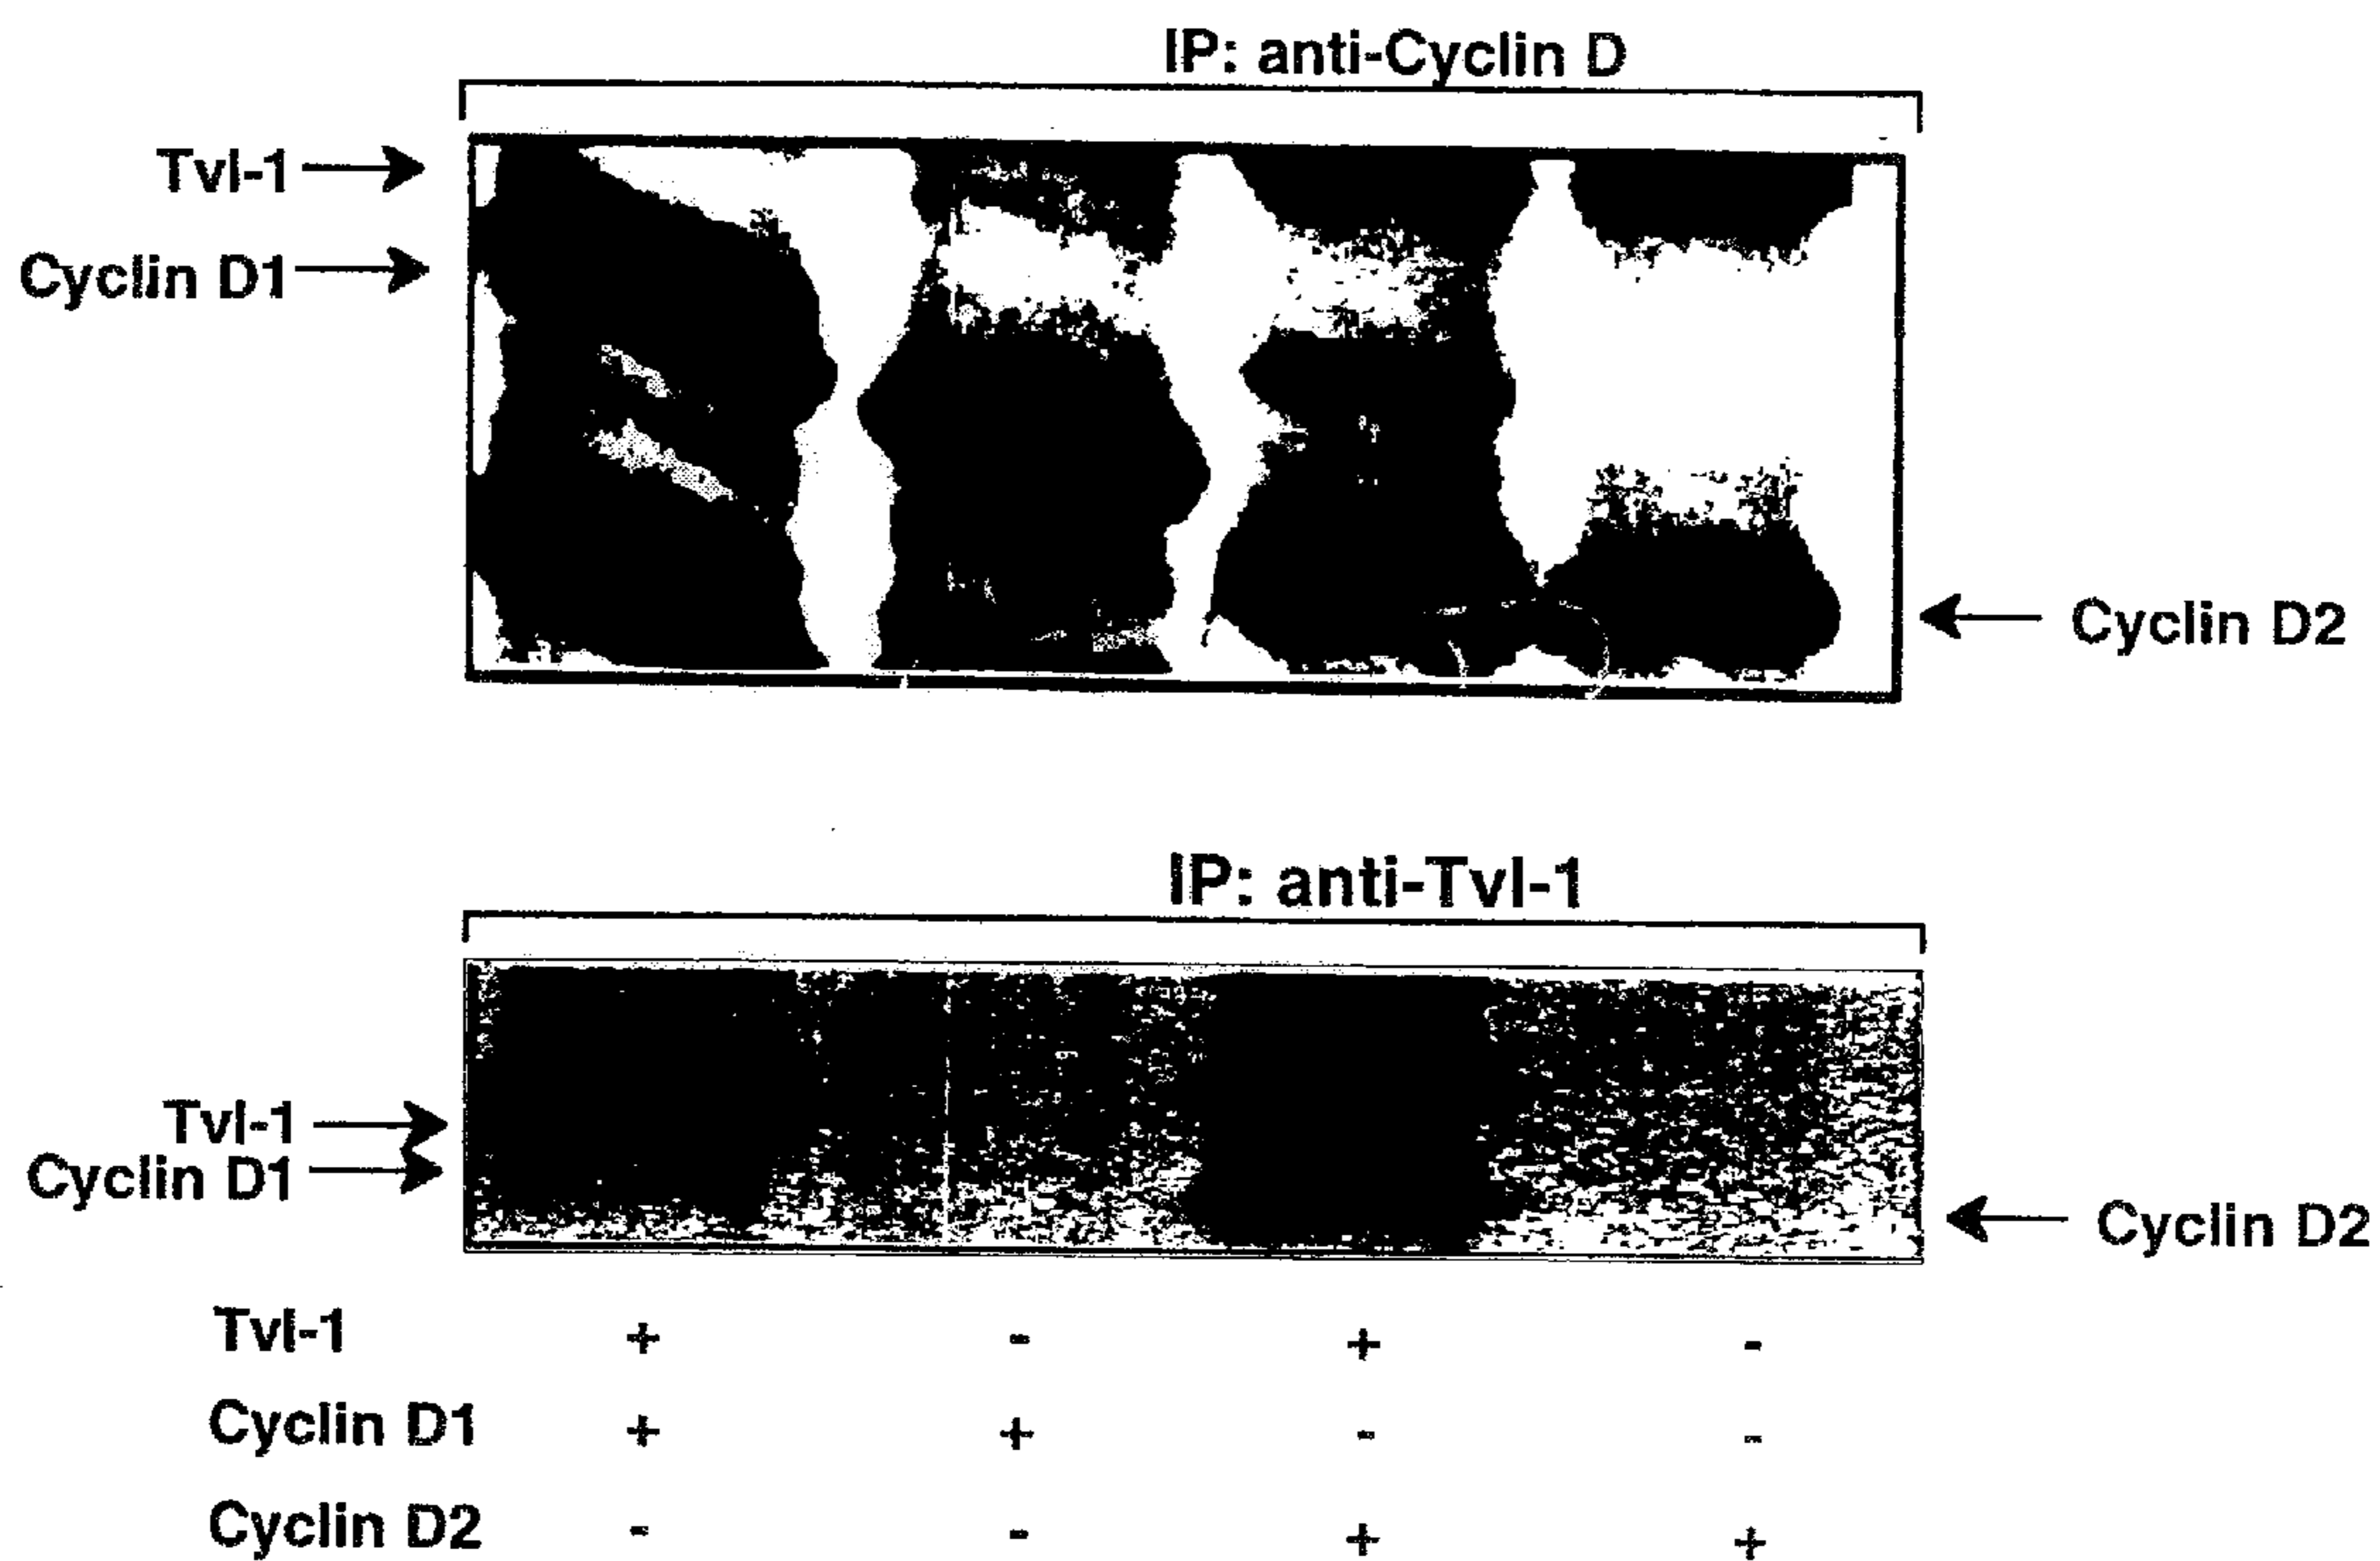 IP: anti-Cyclin D
Tvl-1
Cyclin D1
Cyclin D2
IP: anti-Tvl-1
Tvl-1
Cyclin D1
Cyclin D2
Tvl-1 + - + -
Cyclin D1 + + - -
Cyclin D2 - - + +